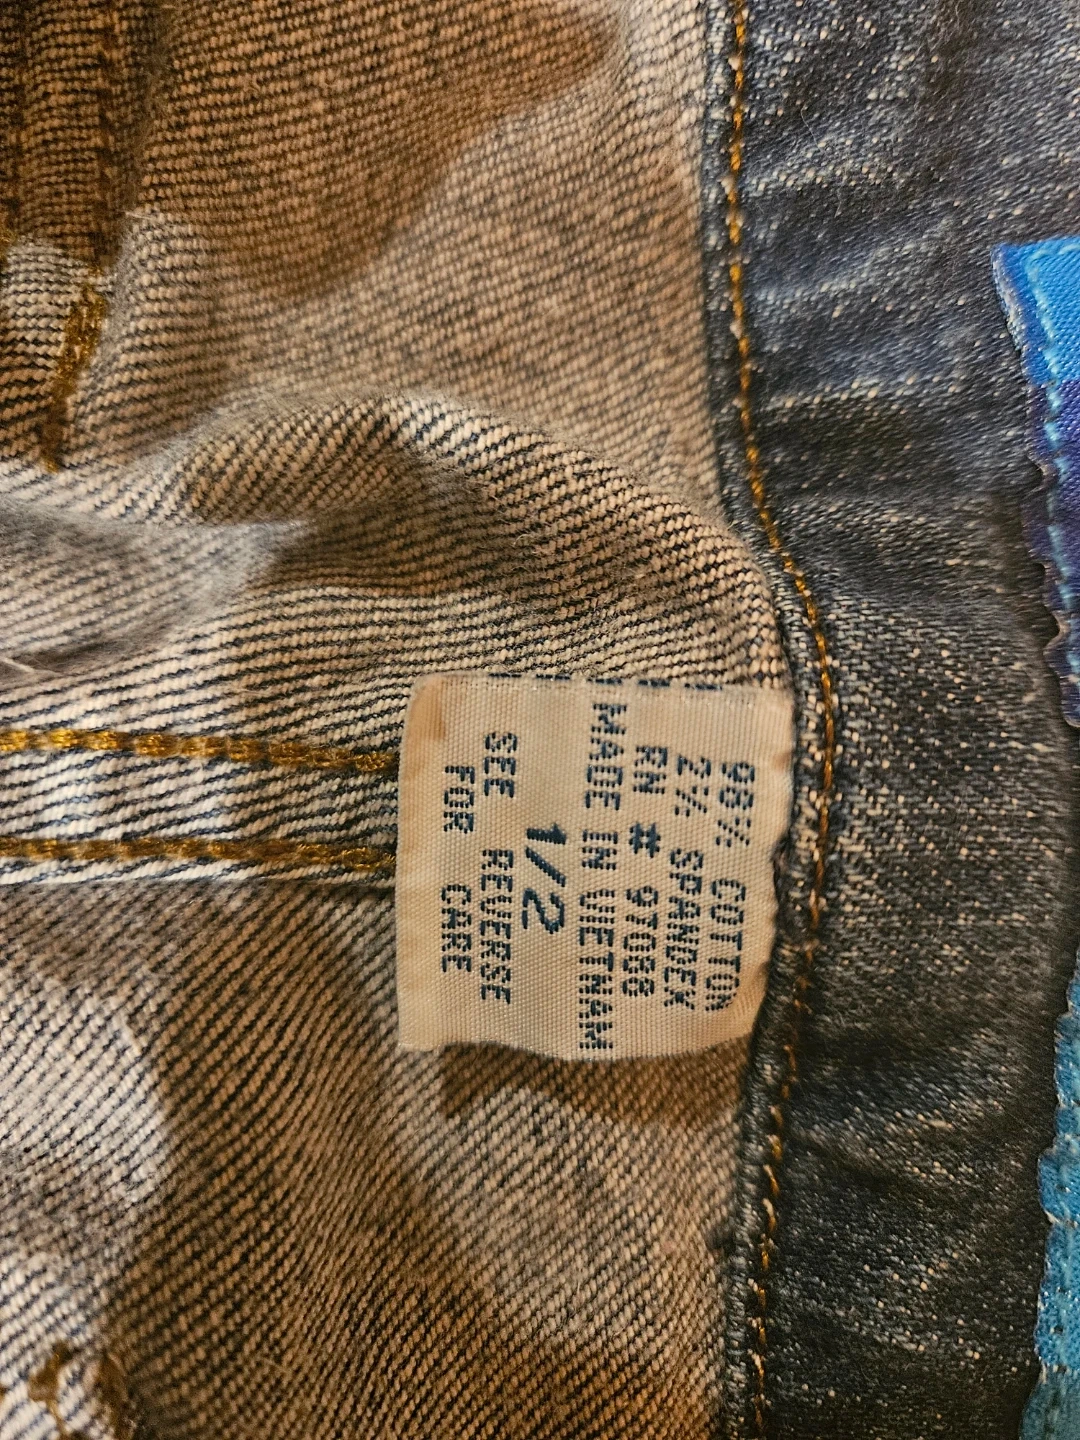 98% COTTON
2% SPANDEX
RN # 97088
MADE IN VIETNAM
1/2
SEE REVERSE
FOR CARE